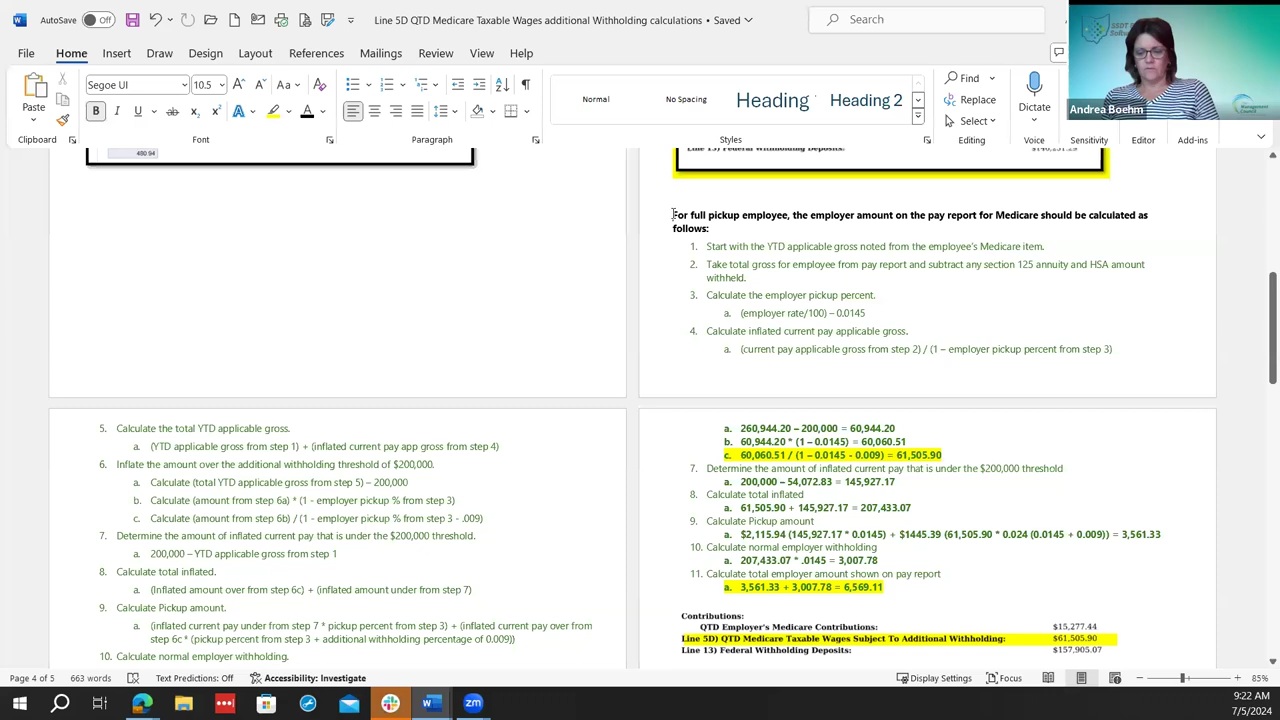 AutoSave Off
Line 5D QTD Medicare Taxable Wages additional Withholding calculations • Saved
Search
File Home Insert Draw Design Layout References Mailings Review View Help
Paste
Clipboard
Segoe UI 10.5
Font
Paragraph
Normal No Spacing Heading Heading 2
Styles
Find
Replace
Select
Editing
Dictate
Voice
Sensitivity
Editor
Add-ins
Andrea Boehm
480.94
Line 13) Federal Withholding Deposits:
For full pickup employee, the employer amount on the pay report for Medicare should be calculated as
follows:
1. Start with the YTD applicable gross noted from the employee's Medicare item.
2. Take total gross for employee from pay report and subtract any section 125 annuity and HSA amount
withheld.
3. Calculate the employer pickup percent.
a. (employer rate/100) – 0.0145
4. Calculate inflated current pay applicable gross.
a. (current pay applicable gross from step 2) / (1 – employer pickup percent from step 3)
5. Calculate the total YTD applicable gross.
a. (YTD applicable gross from step 1) + (inflated current pay app gross from step 4)
6. Inflate the amount over the additional withholding threshold of $200,000.
a. Calculate (total YTD applicable gross from step 5) – 200,000
b. Calculate (amount from step 6a) * (1 - employer pickup % from step 3)
c. Calculate (amount from step 6b) / (1 - employer pickup % from step 3 - .009)
7. Determine the amount of inflated current pay that is under the $200,000 threshold.
a. 200,000 – YTD applicable gross from step 1
8. Calculate total inflated.
a. (Inflated amount over from step 6c) + (inflated amount under from step 7)
9. Calculate Pickup amount.
a. (inflated current pay under from step 7 * pickup percent from step 3) + (inflated current pay over from
step 6c * (pickup percent from step 3 + additional withholding percentage of 0.009))
10. Calculate normal employer withholding.
a. 260,944.20 – 200,000 = 60,944.20
b. 60,944.20 * (1 – 0.0145) = 60,060.51
c. 60,060.51 / (1 – 0.0145 - 0.009) = 61,505.90
7. Determine the amount of inflated current pay that is under the $200,000 threshold
a. 200,000 – 54,072.83 = 145,927.17
8. Calculate total inflated
a. 61,505.90 + 145,927.17 = 207,433.07
9. Calculate Pickup amount
a. $2,115.94 (145,927.17 * 0.0145) + $1445.39 (61,505.90 * 0.024 (0.0145 + 0.009)) = 3,561.33
10. Calculate normal employer withholding
a. 207,433.07 * .0145 = 3,007.78
11. Calculate total employer amount shown on pay report
a. 3,561.33 + 3,007.78 = 6,569.11
Contributions:
QTD Employer's Medicare Contributions: $15,277.44
Line 5D) QTD Medicare Taxable Wages Subject To Additional Withholding: $61,505.90
Line 13) Federal Withholding Deposits: $157,905.07
Page 4 of 5 663 words Text Predictions: Off Accessibility: Investigate Display Settings Focus 85%
9:22 AM
7/5/2024